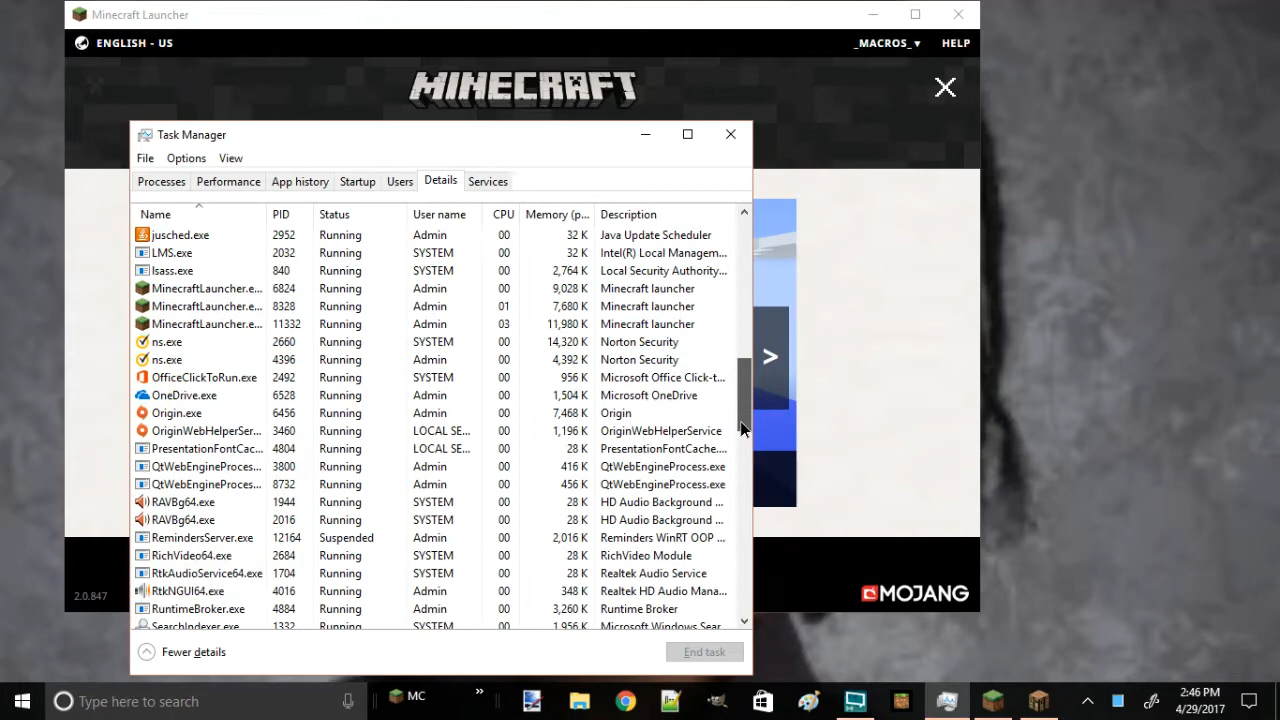 Minecraft Launcher
ENGLISH - US
_MACROS_▾ HELP
MINECRAFT
Task Manager
File Options View
Processes Performance App history Startup Users Details Services
Name PID Status User name CPU Memory (p... Description
jusched.exe 2952 Running Admin 00 32 K Java Update Scheduler
LMS.exe 2032 Running SYSTEM 00 32 K Intel(R) Local Managem...
lsass.exe 840 Running SYSTEM 00 2,764 K Local Security Authority...
MinecraftLauncher.e... 6824 Running Admin 00 9,028 K Minecraft launcher
MinecraftLauncher.e... 8328 Running Admin 01 7,680 K Minecraft launcher
MinecraftLauncher.e... 11332 Running Admin 03 11,980 K Minecraft launcher
ns.exe 2660 Running SYSTEM 00 14,320 K Norton Security
ns.exe 4396 Running Admin 00 4,392 K Norton Security
OfficeClickToRun.exe 2492 Running SYSTEM 00 956 K Microsoft Office Click-t...
OneDrive.exe 6528 Running Admin 00 1,504 K Microsoft OneDrive
Origin.exe 6456 Running Admin 00 7,468 K Origin
OriginWebHelperSer... 3460 Running LOCAL SE... 00 1,196 K OriginWebHelperService
PresentationFontCac... 4804 Running LOCAL SE... 00 28 K PresentationFontCache....
QtWebEngineProces... 3800 Running Admin 00 416 K QtWebEngineProcess.exe
QtWebEngineProces... 8732 Running Admin 00 456 K QtWebEngineProcess.exe
RAVBg64.exe 1944 Running SYSTEM 00 28 K HD Audio Background ...
RAVBg64.exe 2016 Running SYSTEM 00 28 K HD Audio Background ...
RemindersServer.exe 12164 Suspended Admin 00 2,016 K Reminders WinRT OOP ...
RichVideo64.exe 2684 Running SYSTEM 00 28 K RichVideo Module
RtkAudioService64.exe 1704 Running SYSTEM 00 28 K Realtek Audio Service
RtkNGUI64.exe 4016 Running Admin 00 348 K Realtek HD Audio Mana...
RuntimeBroker.exe 4884 Running Admin 00 3,260 K Runtime Broker
SearchIndexer.exe 1332 Running SYSTEM 00 1,956 K Microsoft Windows Sear...
Fewer details End task
>
2.0.847
MOJANG
Type here to search
MC
»
2:46 PM
4/29/2017